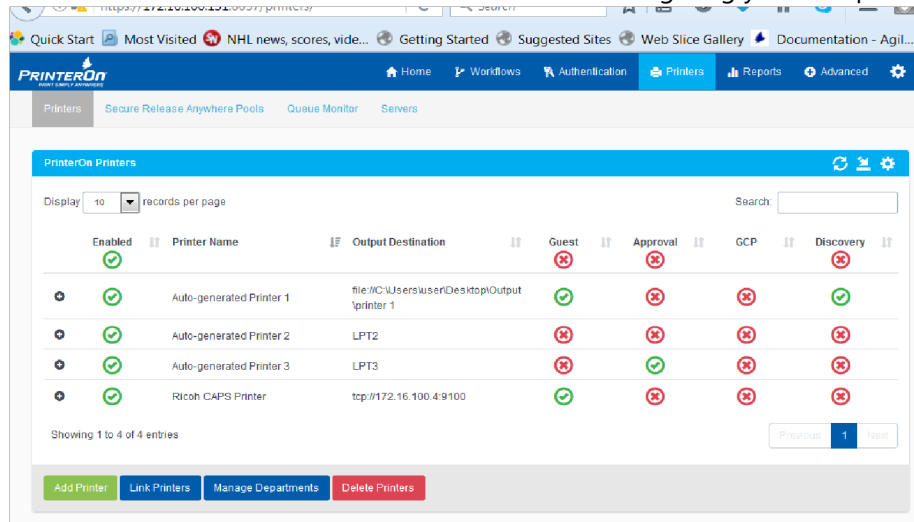 Quick Start Most Visited NHL news, scores, vide... Getting Started Suggested Sites Web Slice Gallery Documentation - Agil...
PRINTERON Home Workflows Authentication Printers Reports Advanced
PRINT SIMPLY ANYWHERE
Printers Secure Release Anywhere Pools Queue Monitor Servers
PrinterOn Printers
Display 10 records per page Search:
Enabled Printer Name Output Destination Guest Approval GCP Discovery
Auto-generated Printer 1 file://C:\Users\user\Desktop\Output
\printer 1
Auto-generated Printer 2 LPT2
Auto-generated Printer 3 LPT3
Ricoh CAPS Printer tcp://172.16.100.4:9100
Showing 1 to 4 of 4 entries Previous 1 Next
Add Printer Link Printers Manage Departments Delete Printers